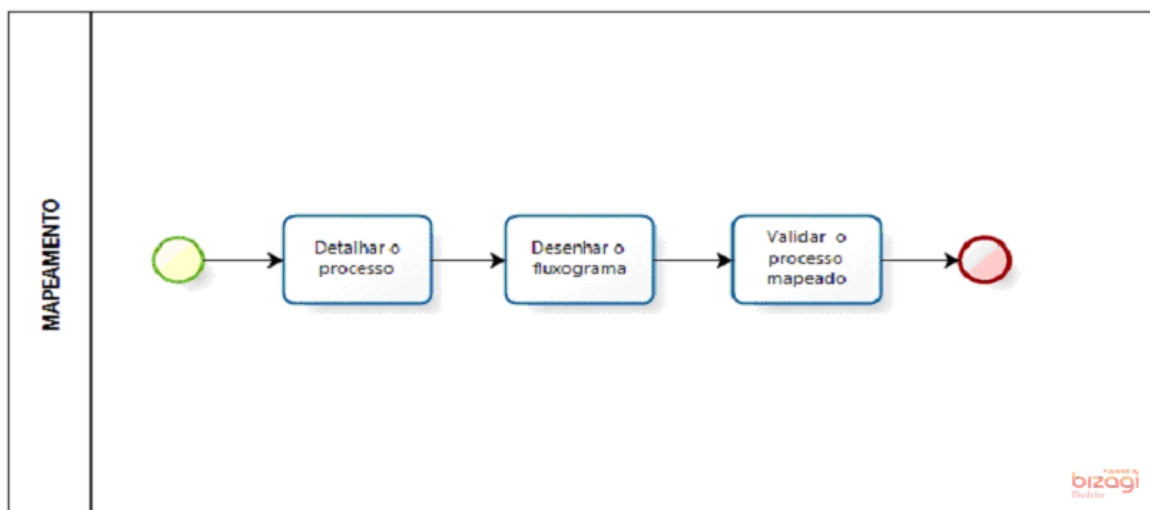 MAPEAMENTO
Detalhar o
processo
Desenhar o
fluxograma
Validar o
processo
mapeado
bizagi
Modeler